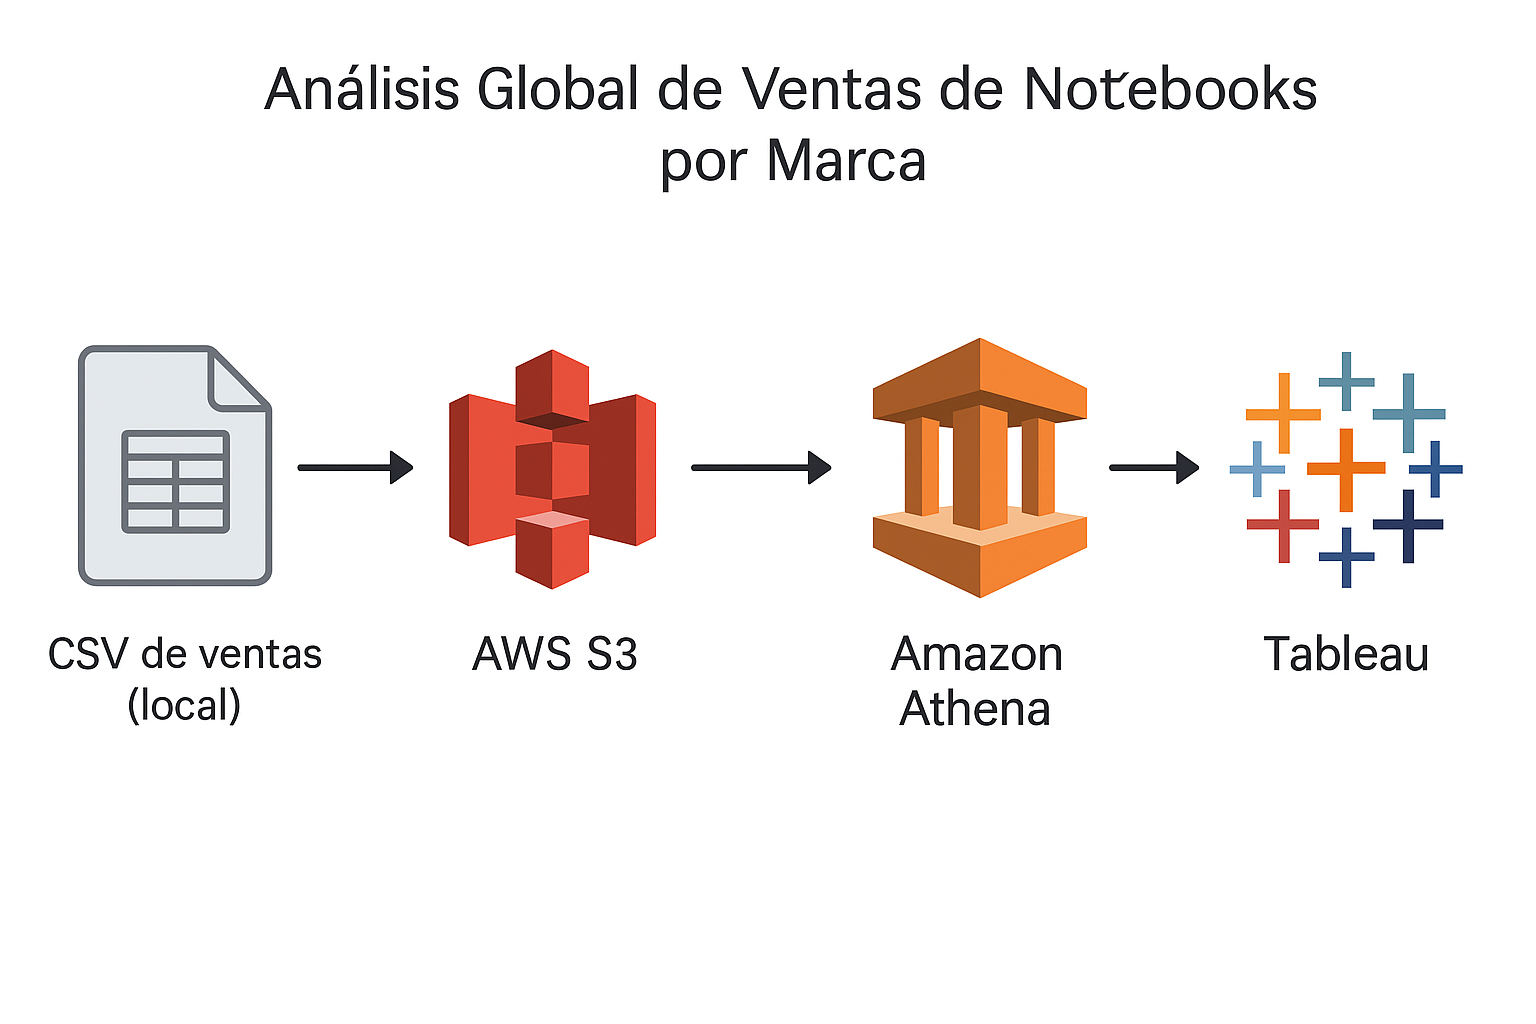 Análisis Global de Ventas de Notebooks
por Marca
CSV de ventas
(local)
AWS S3
Amazon
Athena
Tableau